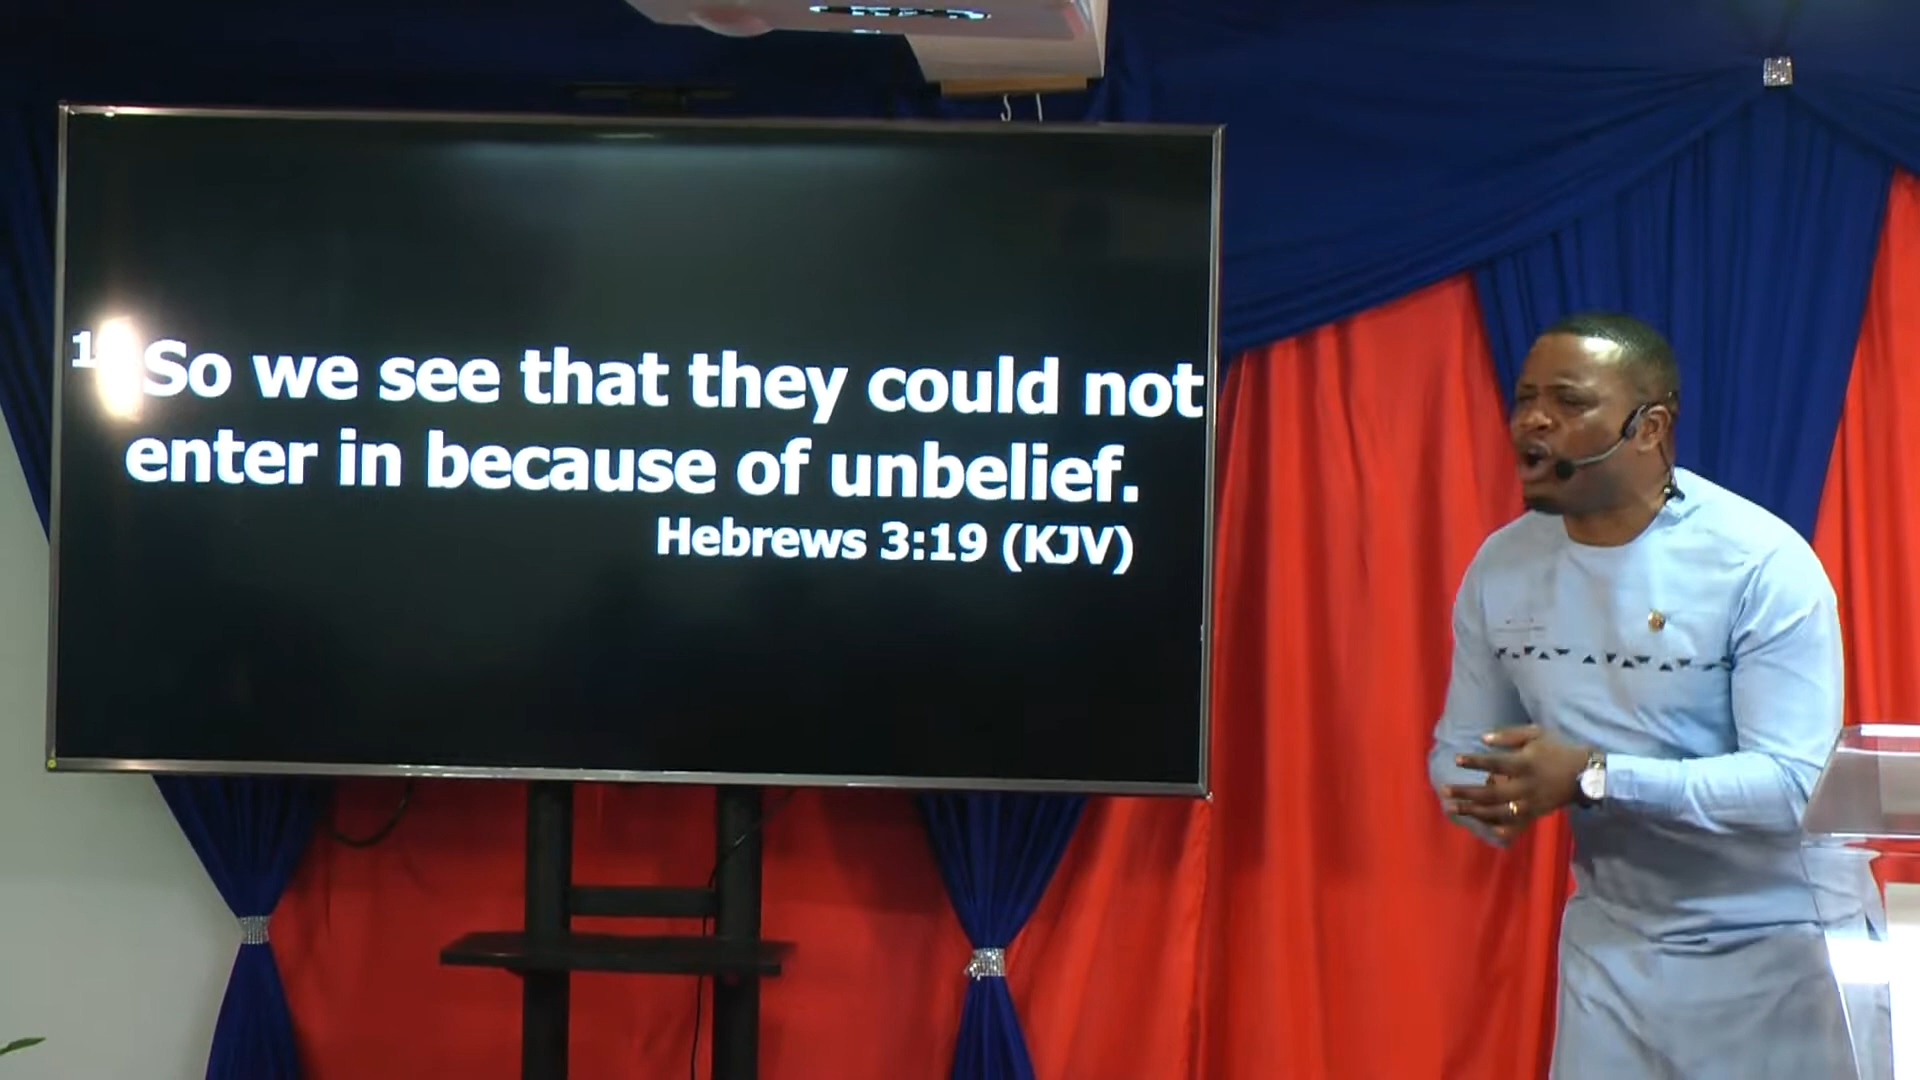 So we see that they could not
enter in because of unbelief.
Hebrews 3:19 (KJV)